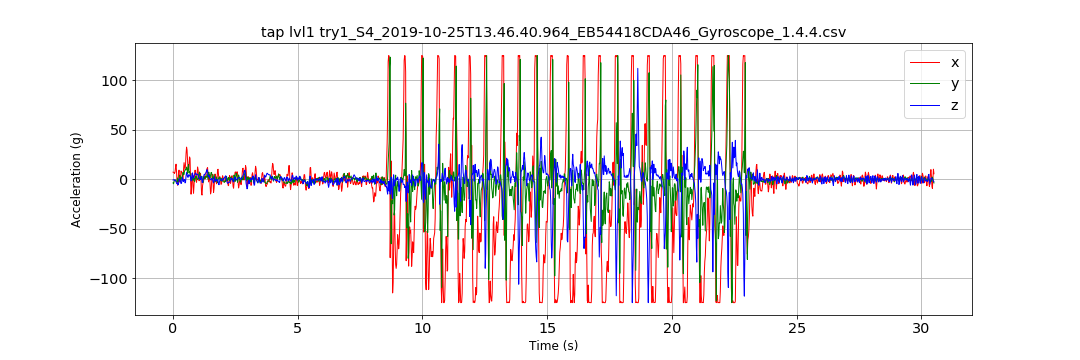 tap lvl1 try1_S4_2019-10-25T13.46.40.964_EB54418CDA46_Gyroscope_1.4.4.csv
x
y
z
100
50
0
−50
−100
Acceleration (g)
0 5 10 15 20 25 30
Time (s)